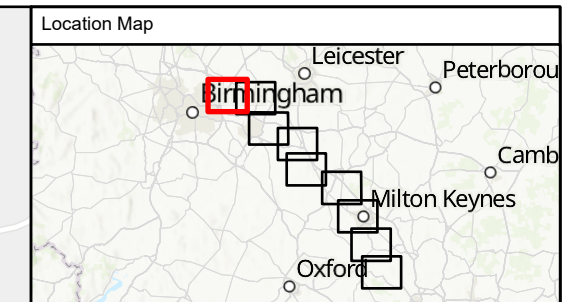 Location Map
Leicester
Peterborou
Birmingham
Camb
Milton Keynes
Oxford